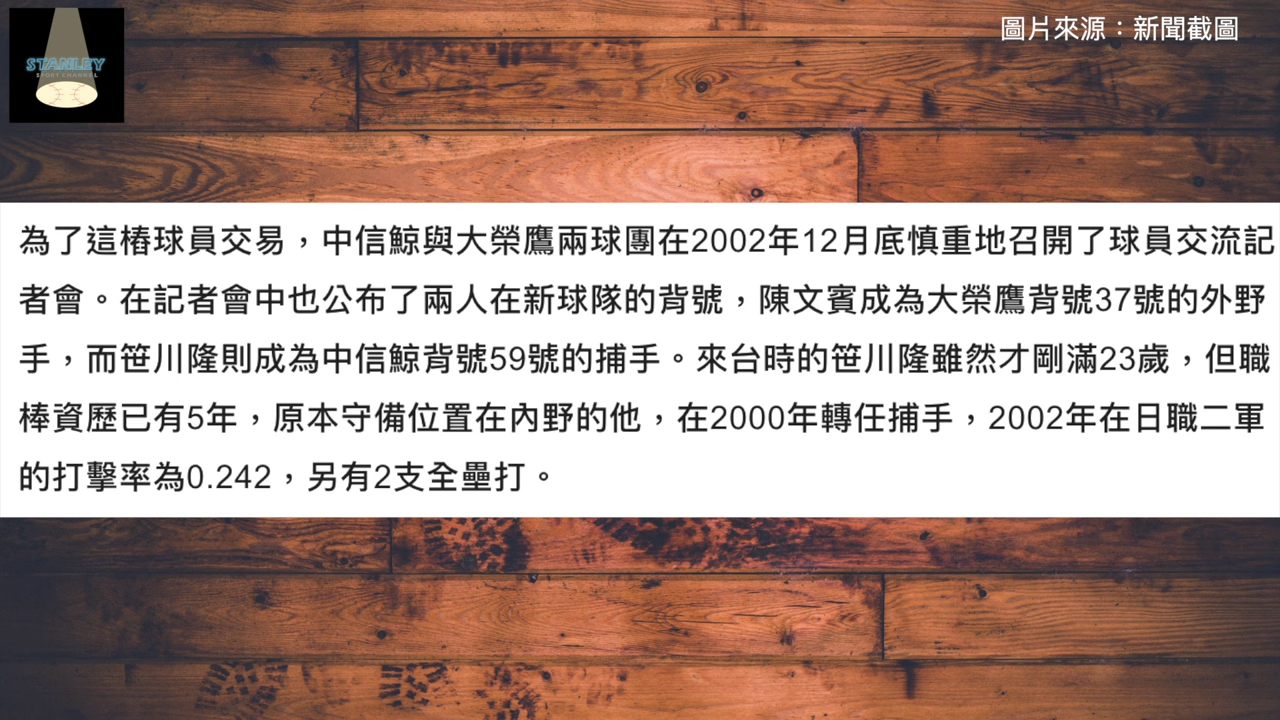 圖片來源：新聞截圖
STANLEY
SPORT CHANNEL
為了這樁球員交易，中信鯨與大榮鷹兩球團在2002年12月底慎重地召開了球員交流記
者會。在記者會中也公布了兩人在新球隊的背號，陳文賓成為大榮鷹背號37號的外野
手，而笹川隆則成為中信鯨背號59號的捕手。來台時的笹川隆雖然才剛滿23歲，但職
棒資歷已有5年，原本守備位置在內野的他，在2000年轉任捕手，2002年在日職二軍
的打擊率為0.242，另有2支全壘打。